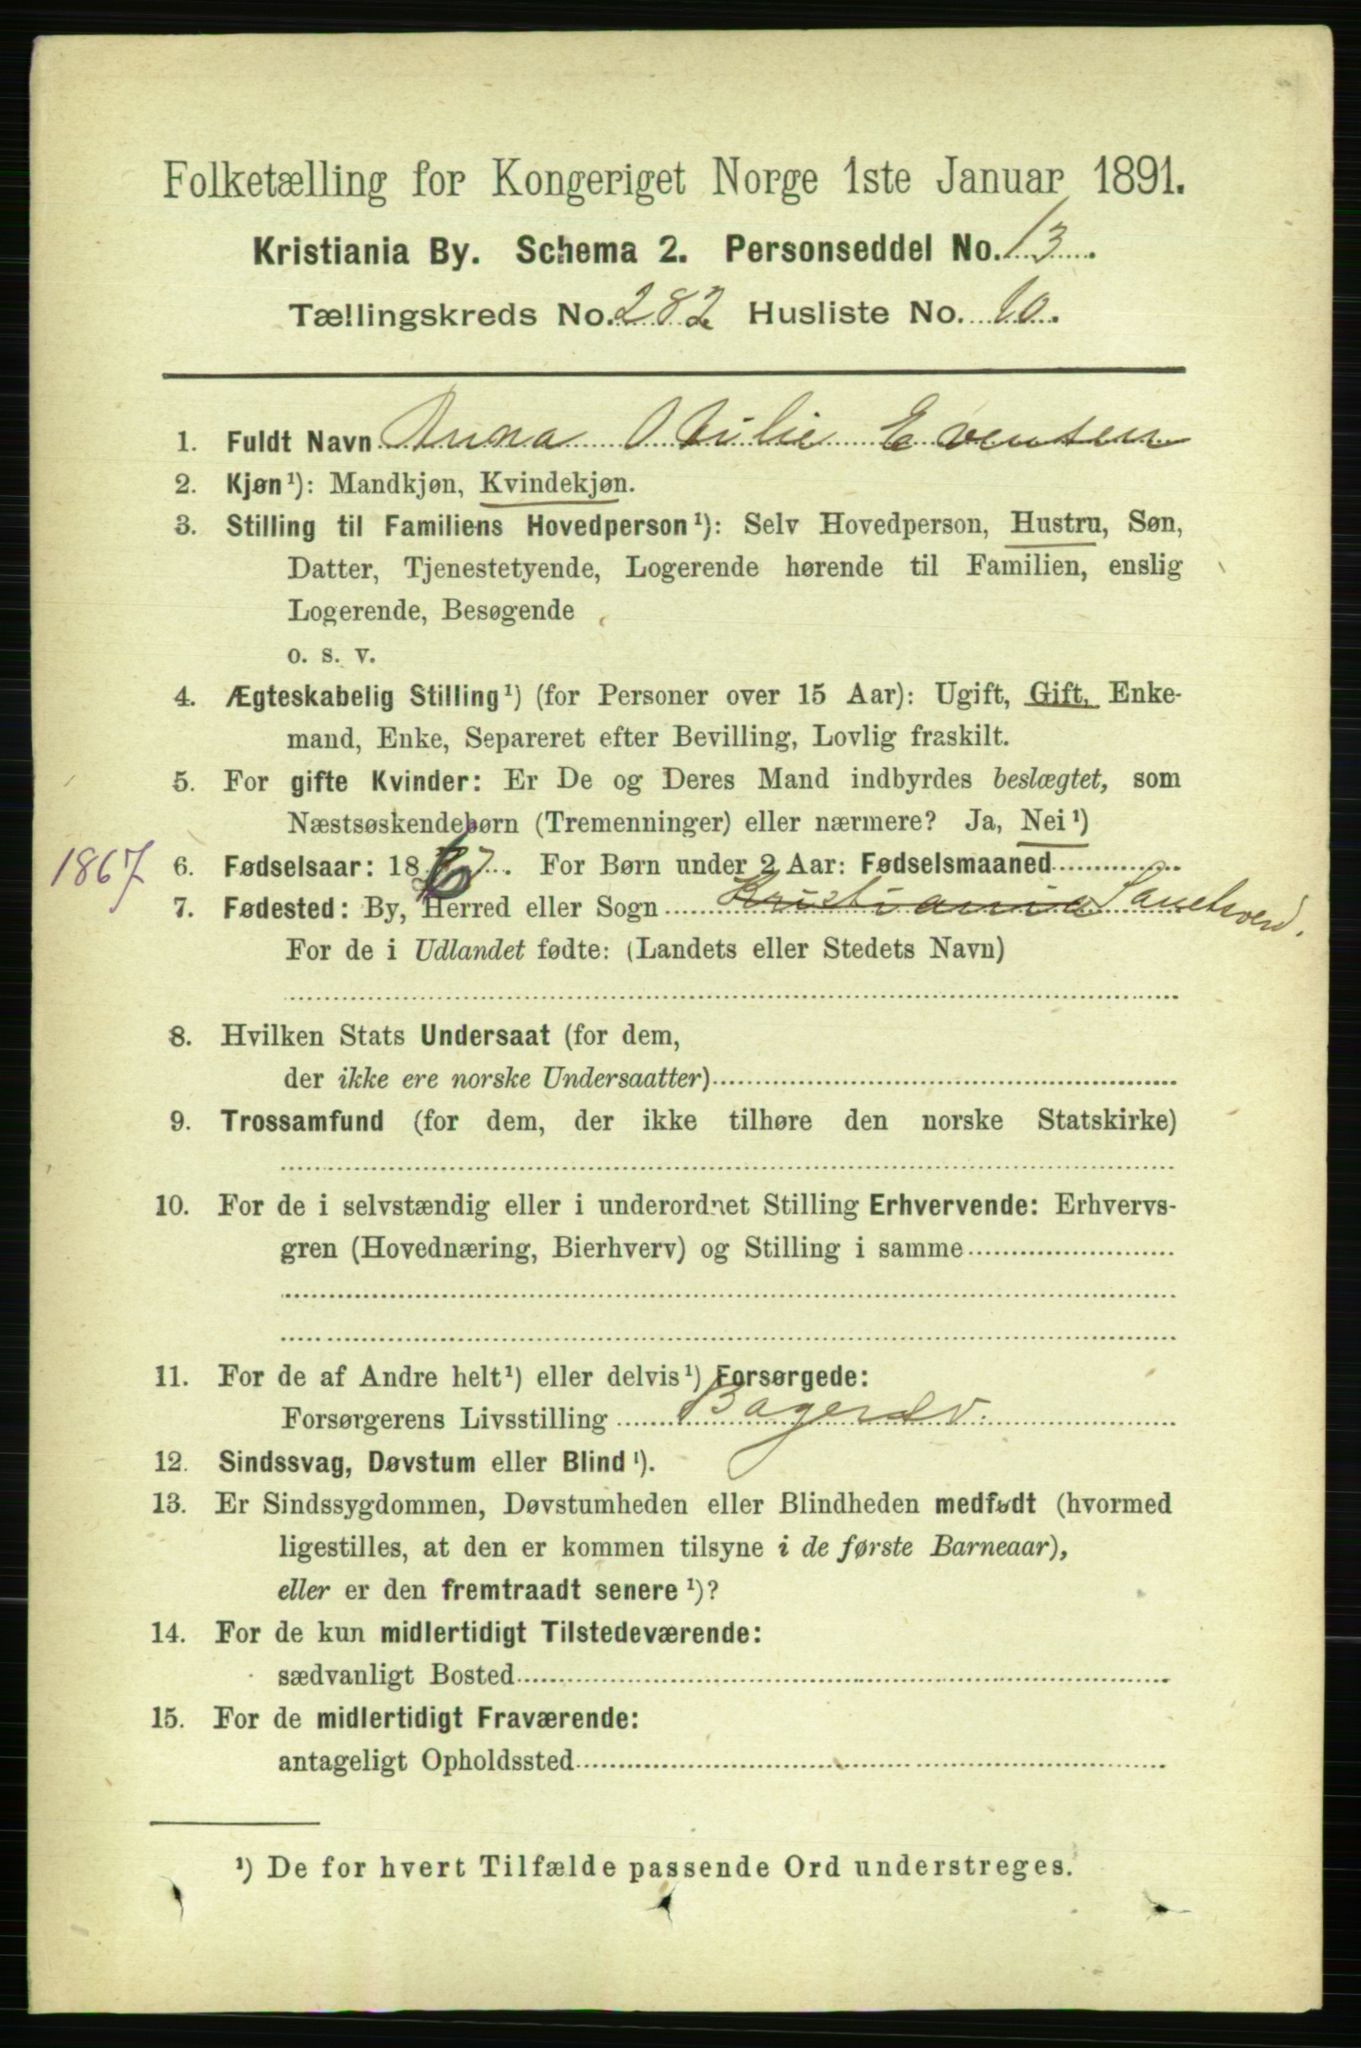 Folketælling for Kongeriget Norge 1ste Januar 1891.
Kristiania By. Schema 2. Personseddel No. 13.
Tællingskreds No. 282 Husliste No. 10.
1. Fuldt Navn Anna Otilie Evensen
2. Kjøn¹): Mandkjøn, Kvindekjøn.
3. Stilling til Familiens Hovedperson¹): Selv Hovedperson, Hustru, Søn,
Datter, Tjenestetyende, Logerende hørende til Familien, enslig
Logerende, Besøgende
o. s. v.
4. Ægteskabelig Stilling¹) (for Personer over 15 Aar): Ugift, Gift, Enke-
mand, Enke, Separeret efter Bevilling, Lovlig fraskilt.
5. For gifte Kvinder: Er De og Deres Mand indbyrdes beslægtet, som
Næstsøskendebørn (Tremenninger) eller nærmere? Ja, Nei¹)
1867 6. Fødselsaar: 1867. For Børn under 2 Aar: Fødselsmaaned
7. Fødested: By, Herred eller Sogn Kristiania
For de i Udlandet fødte: (Landets eller Stedets Navn)
8. Hvilken Stats Undersaat (for dem,
der ikke ere norske Undersaatter)
9. Trossamfund (for dem, der ikke tilhøre den norske Statskirke)
10. For de i selvstændig eller i underordnet Stilling Erhvervende: Erhvervs-
gren (Hovednæring, Bierhverv) og Stilling i samme
11. For de af Andre helt¹) eller delvis¹) Forsørgede:
Forsørgerens Livsstilling Bagersv.
12. Sindssvag, Døvstum eller Blind¹).
13. Er Sindssygdommen, Døvstumheden eller Blindheden medfødt (hvormed
ligestilles, at den er kommen tilsyne i de første Barneaar),
eller er den fremtraadt senere¹)?
14. For de kun midlertidigt Tilstedeværende:
sædvanligt Bosted
15. For de midlertidigt Fraværende:
antageligt Opholdssted
¹) De for hvert Tilfælde passende Ord understreges.